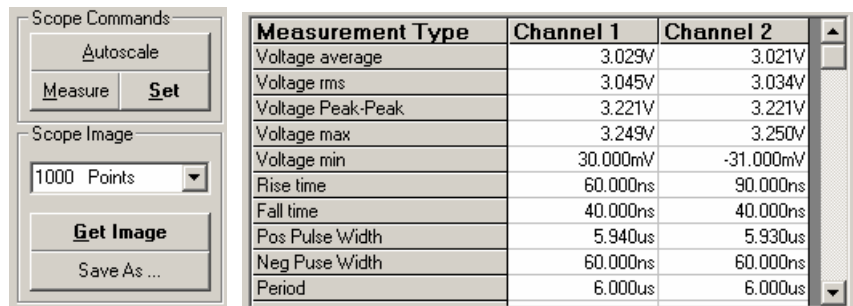 Scope Commands
Autoscale
Measure Set
Scope Image
1000 Points
Get Image
Save As ...
Measurement Type Channel 1 Channel 2
Voltage average 3.029V 3.021V
Voltage rms 3.045V 3.034V
Voltage Peak-Peak 3.221V 3.221V
Voltage max 3.249V 3.250V
Voltage min 30.000mV -31.000mV
Rise time 60.000ns 90.000ns
Fall time 40.000ns 40.000ns
Pos Pulse Width 5.940us 5.930us
Neg Puse Width 60.000ns 60.000ns
Period 6.000us 6.000us